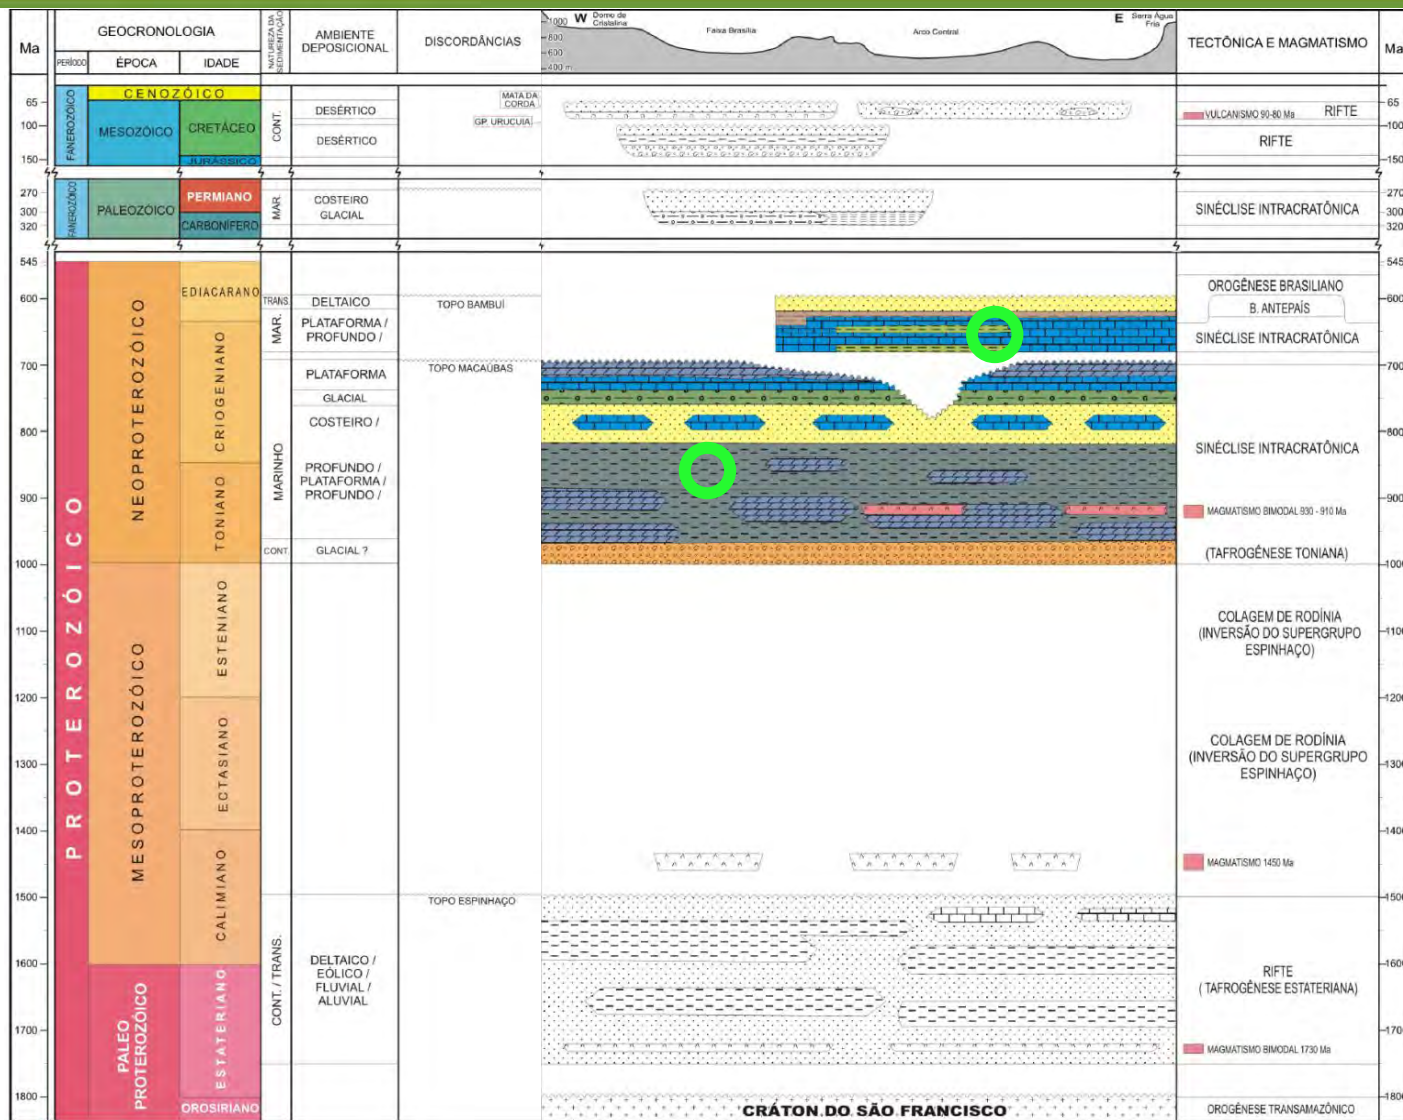 Ma
GEOCRONOLOGIA
PERÍODO
ÉPOCA
IDADE
NATUREZA DA
SEDIMENTAÇÃO
AMBIENTE
DEPOSICIONAL
DISCORDÂNCIAS
1000
800
600
400 m
W
Domo de
Cristalina
Faixa Brasília
Arco Central
E
Serra Água
Fria
TECTÔNICA E MAGMATISMO
Ma
65
100
150
FANEROZÓICO
CENOZÓICO
MESOZÓICO
CRETÁCEO
JURÁSSICO
CONT.
DESÉRTICO
DESÉRTICO
MATA DA
CORDA
GP. URUCUIA
VULCANISMO 90-80 Ma
RIFTE
RIFTE
65
100
150
270
300
320
FANEROZÓICO
PALEOZÓICO
PERMIANO
CARBONÍFERO
MAR.
COSTEIRO
GLACIAL
SINÉCLISE INTRACRATÔNICA
270
300
320
545
600
700
800
900
1000
1100
1200
1300
1400
1500
1600
1700
1800
PROTEROZÓICO
NEOPROTEROZÓICO
EDIACARANO
CRIOGENIANO
TONIANO
MESOPROTEROZÓICO
ESTENIANO
ECTASIANO
CALIMIANO
PALEO
PROTEROZÓICO
ESTATERIANO
OROSIRIANO
TRANS.
MAR.
MARINHO
CONT.
CONT. / TRANS.
DELTAICO
PLATAFORMA /
PROFUNDO /
PLATAFORMA
GLACIAL
COSTEIRO /
PROFUNDO /
PLATAFORMA /
PROFUNDO /
GLACIAL ?
DELTAICO /
EÓLICO /
FLUVIAL /
ALUVIAL
TOPO BAMBUÍ
TOPO MACAÚBAS
TOPO ESPINHAÇO
CRÁTON DO SÃO FRANCISCO
OROGÊNESE BRASILIANO
B. ANTEPAÍS
SINÉCLISE INTRACRATÔNICA
SINÉCLISE INTRACRATÔNICA
MAGMATISMO BIMODAL 930 - 910 Ma
(TAFROGÊNESE TONIANA)
COLAGEM DE RODÍNIA
(INVERSÃO DO SUPERGRUPO
ESPINHAÇO)
COLAGEM DE RODÍNIA
(INVERSÃO DO SUPERGRUPO
ESPINHAÇO)
MAGMATISMO 1450 Ma
RIFTE
( TAFROGÊNESE ESTATERIANA)
MAGMATISMO BIMODAL 1730 Ma
OROGÊNESE TRANSAMAZÔNICO
545
600
700
800
900
1000
1100
1200
1300
1400
1500
1600
1700
1800